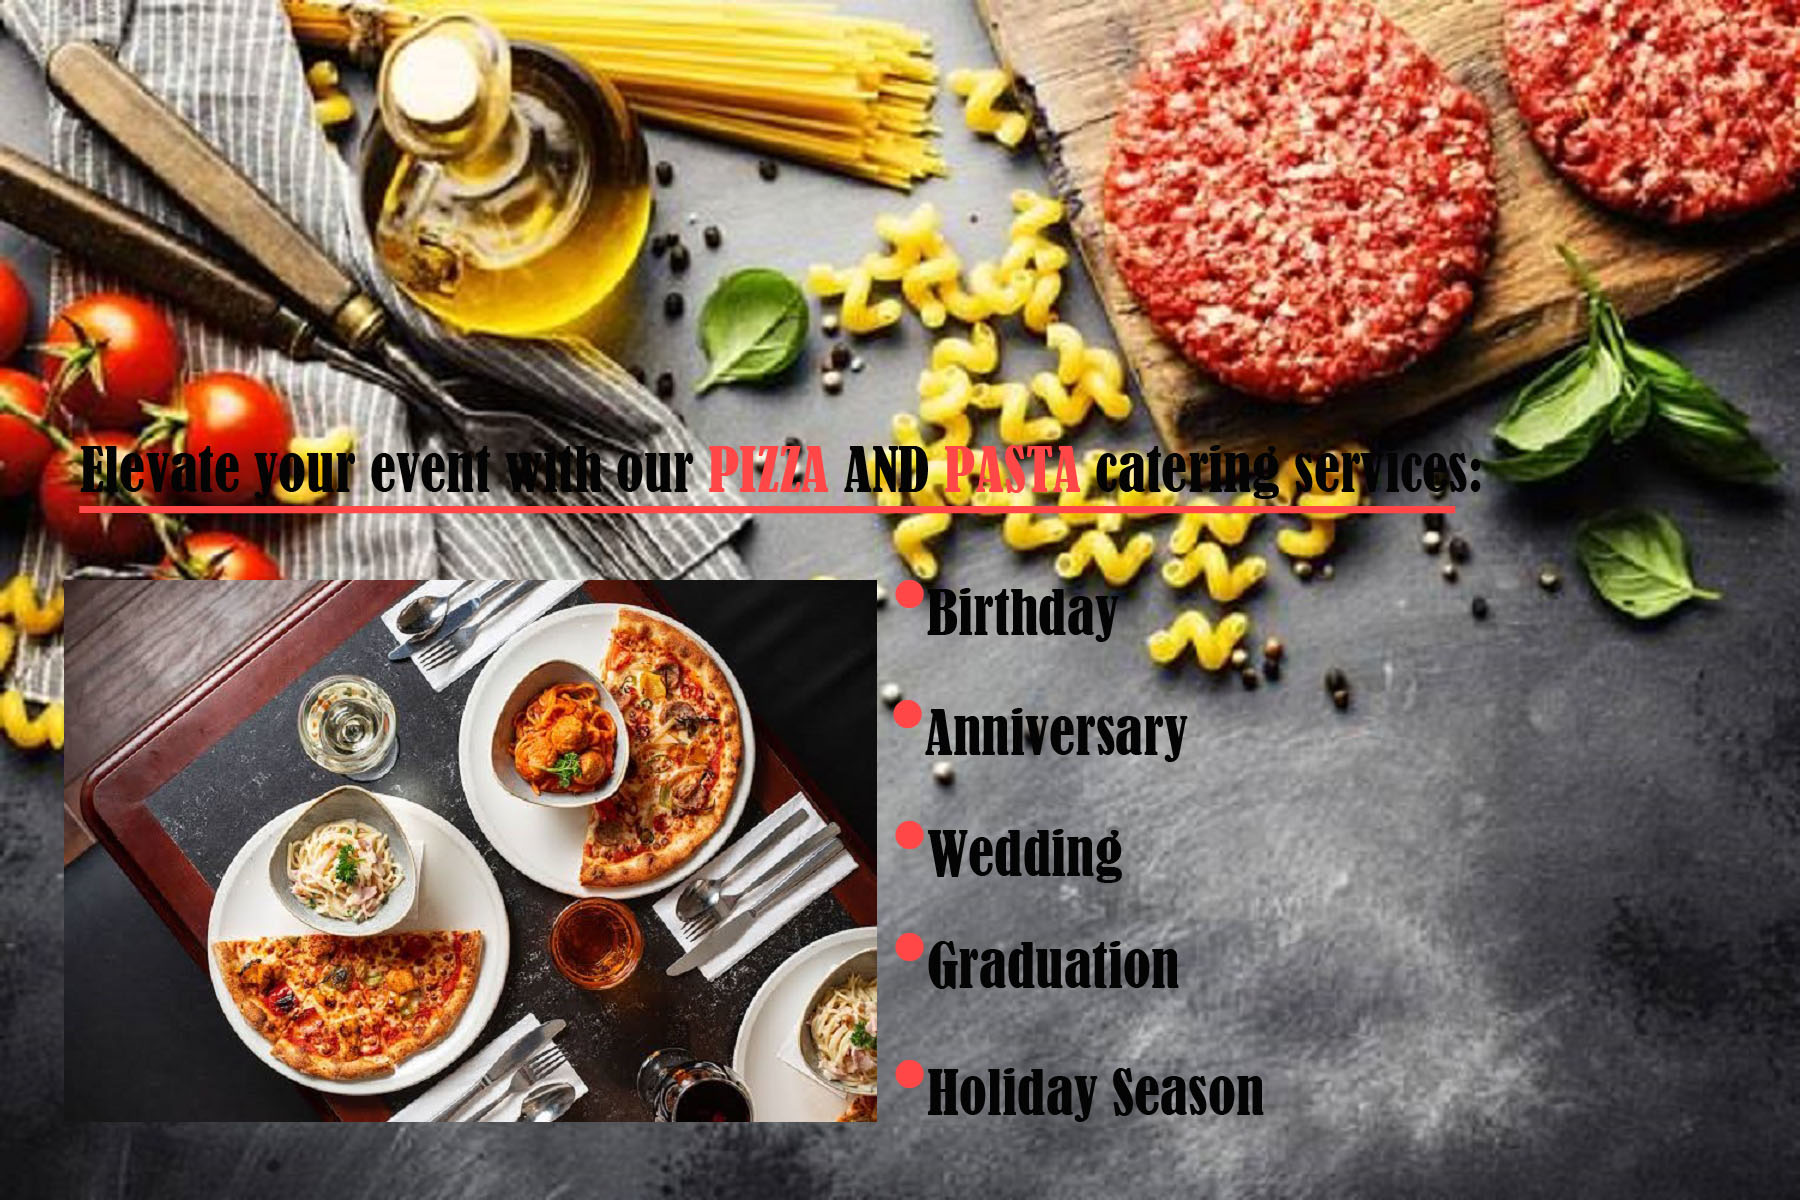 Elevate your event with our PIZZA AND PASTA catering services:
Birthday
Anniversary
Wedding
Graduation
Holiday Season